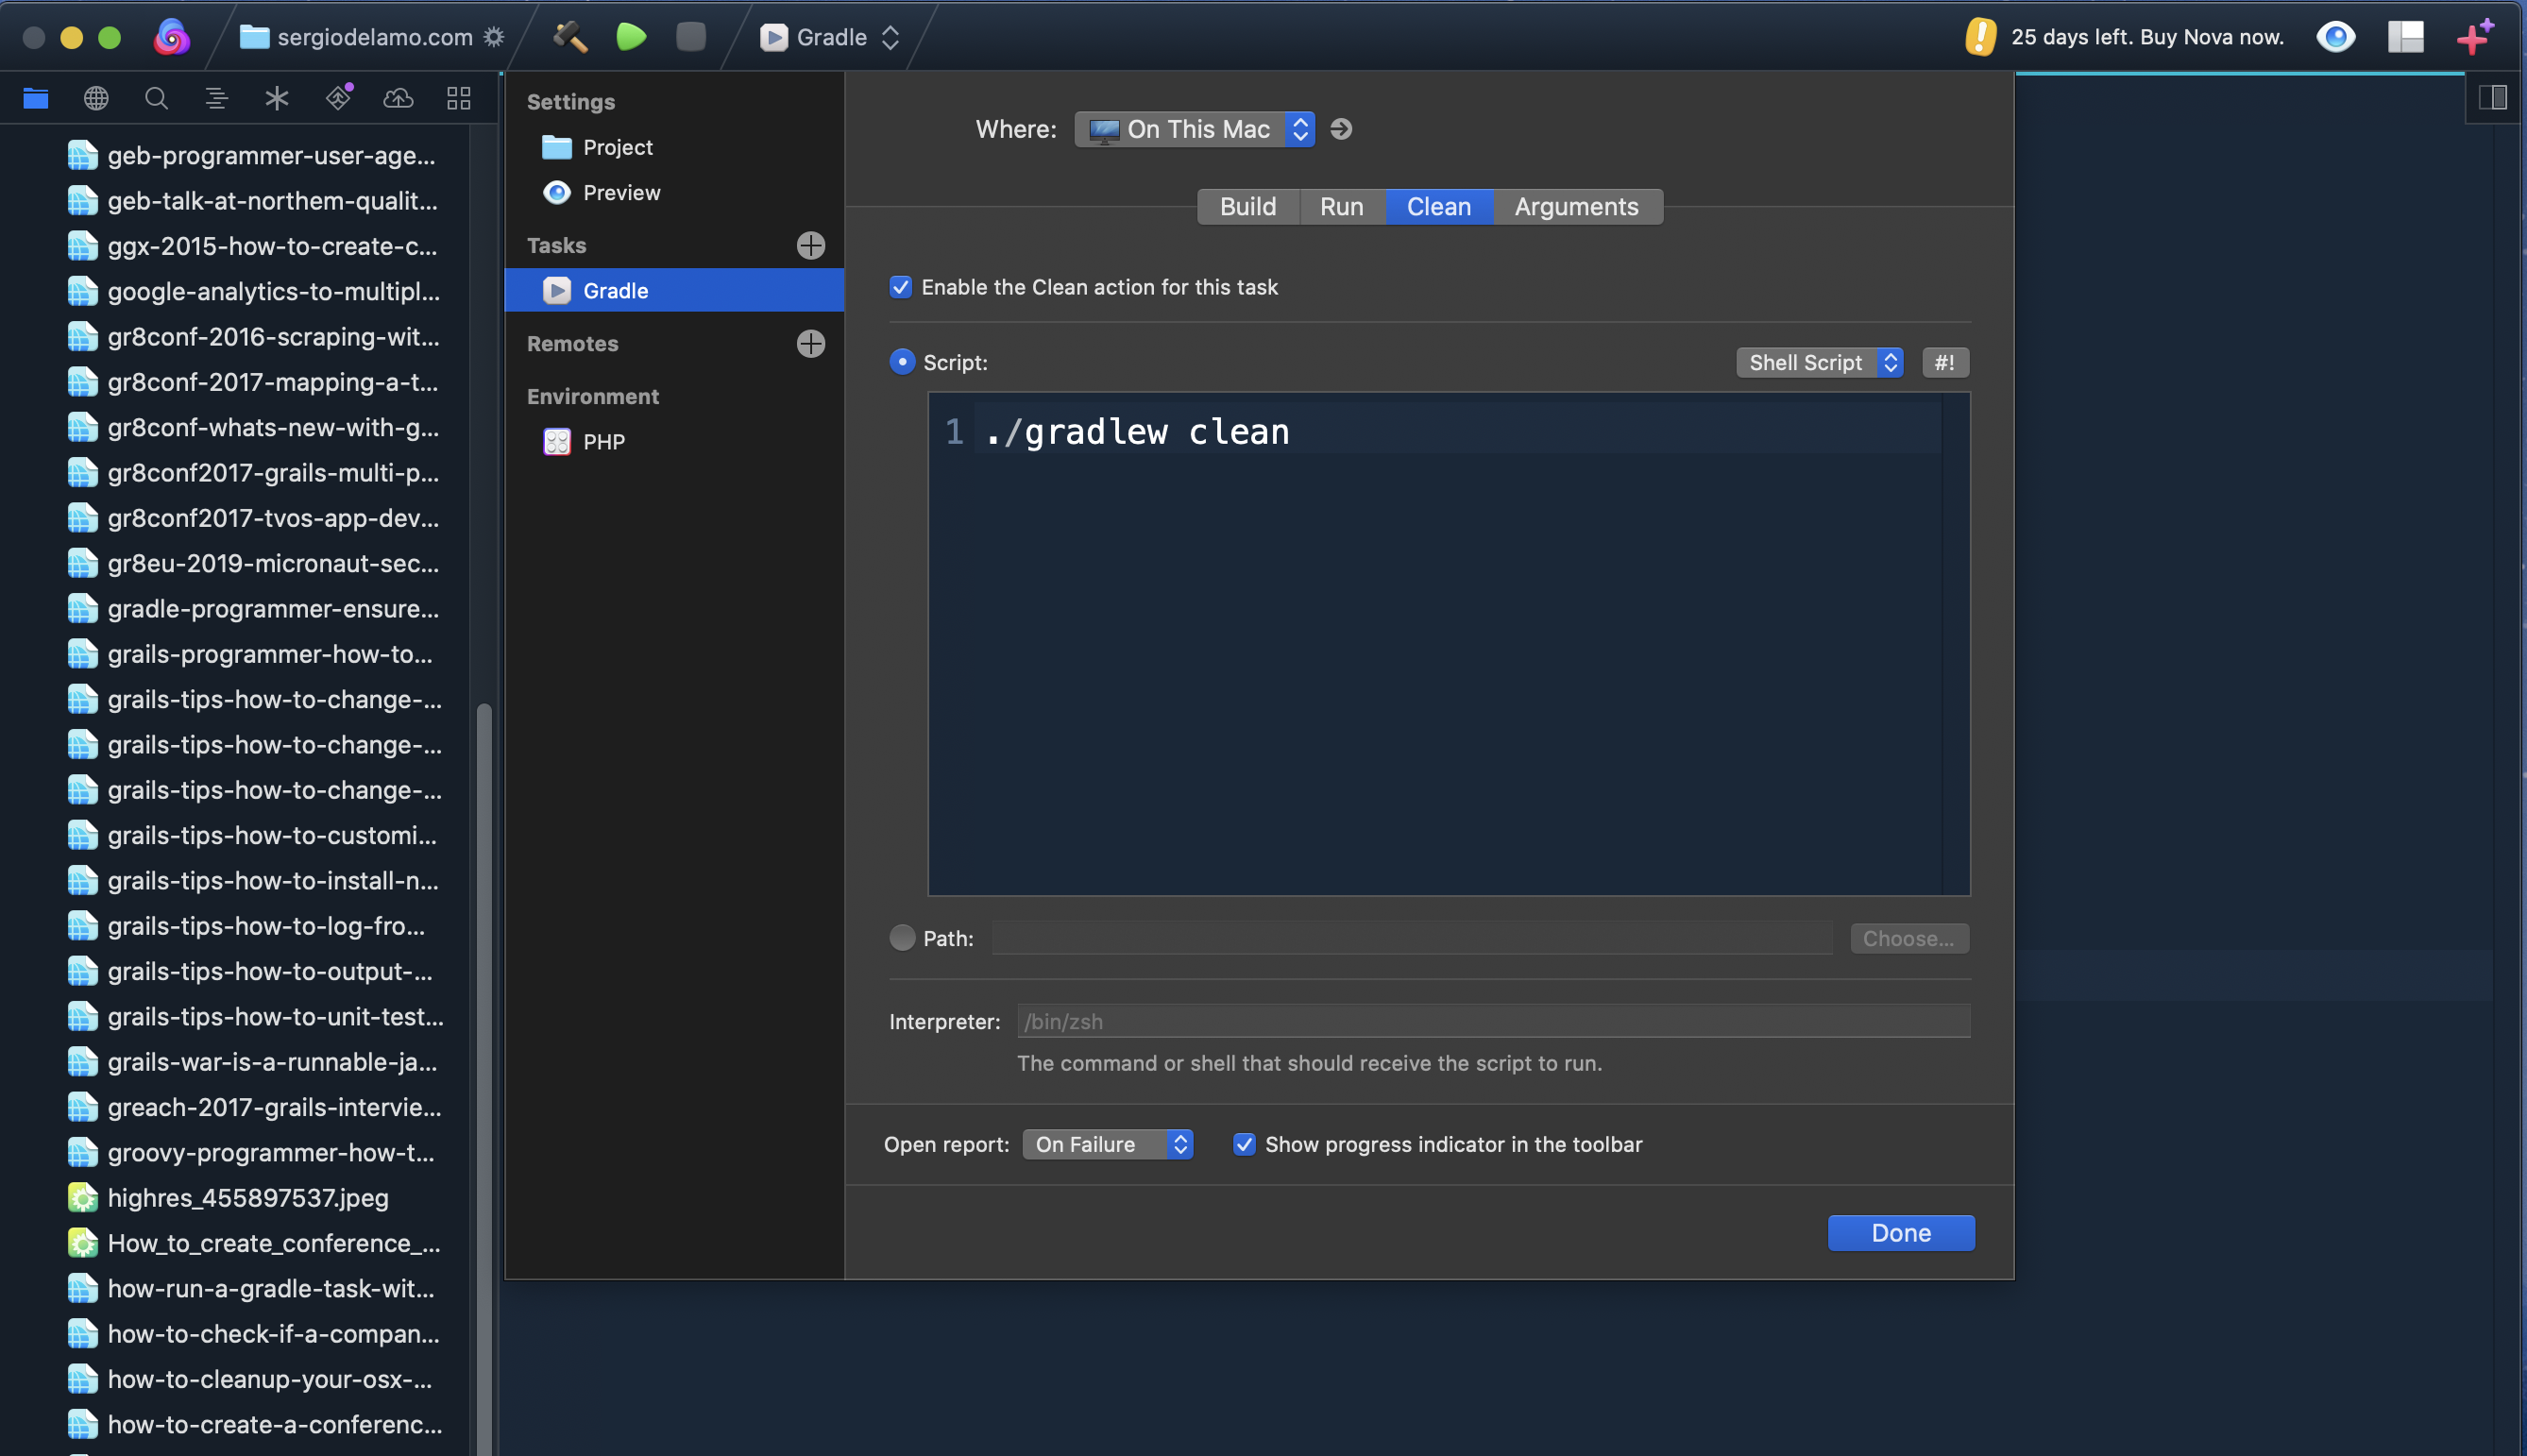 sergiodelamo.com
Gradle
25 days left. Buy Nova now.
geb-programmer-user-age...
geb-talk-at-northem-qualit...
ggx-2015-how-to-create-c...
google-analytics-to-multipl...
gr8conf-2016-scraping-wit...
gr8conf-2017-mapping-a-t...
gr8conf-whats-new-with-g...
gr8conf2017-grails-multi-p...
gr8conf2017-tvos-app-dev...
gr8eu-2019-micronaut-sec...
gradle-programmer-ensure...
grails-programmer-how-to...
grails-tips-how-to-change-...
grails-tips-how-to-change-...
grails-tips-how-to-change-...
grails-tips-how-to-customi...
grails-tips-how-to-install-n...
grails-tips-how-to-log-fro...
grails-tips-how-to-output-...
grails-tips-how-to-unit-test...
grails-war-is-a-runnable-ja...
greach-2017-grails-intervie...
groovy-programmer-how-t...
highres_455897537.jpeg
How_to_create_conference_...
how-run-a-gradle-task-wit...
how-to-check-if-a-compan...
how-to-cleanup-your-osx-...
how-to-create-a-conferenc...
Settings
Project
Preview
Tasks
Gradle
Remotes
Environment
PHP
Where: On This Mac
Build Run Clean Arguments
Enable the Clean action for this task
Script: Shell Script #!
1 ./gradlew clean
Path: Choose...
Interpreter: /bin/zsh
The command or shell that should receive the script to run.
Open report: On Failure Show progress indicator in the toolbar
Done